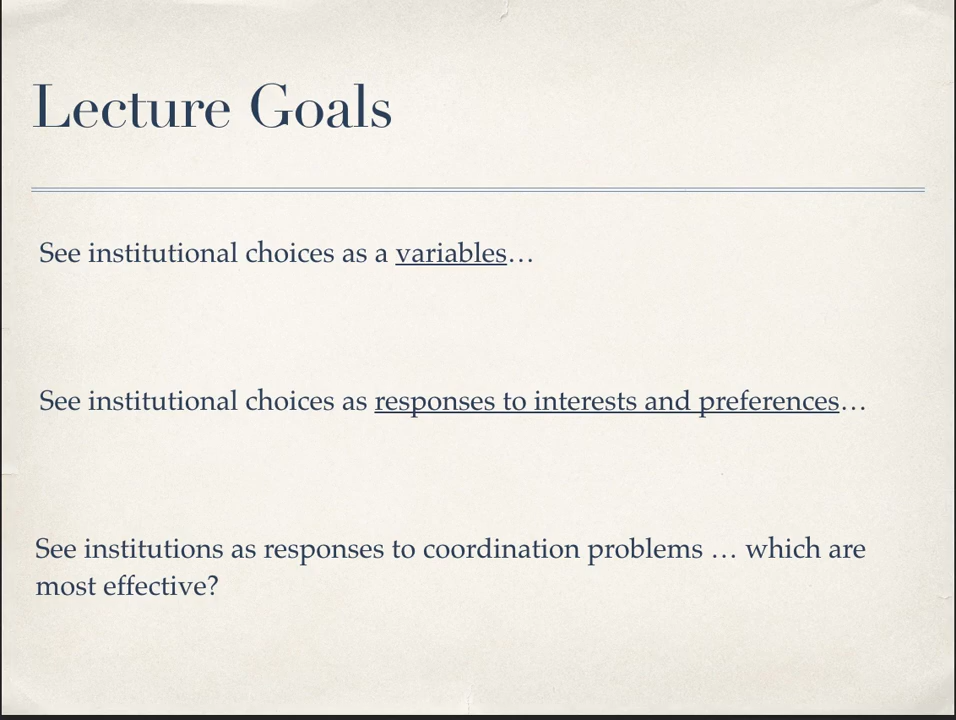 Lecture Goals
See institutional choices as a variables…
See institutional choices as responses to interests and preferences…
See institutions as responses to coordination problems … which are
most effective?